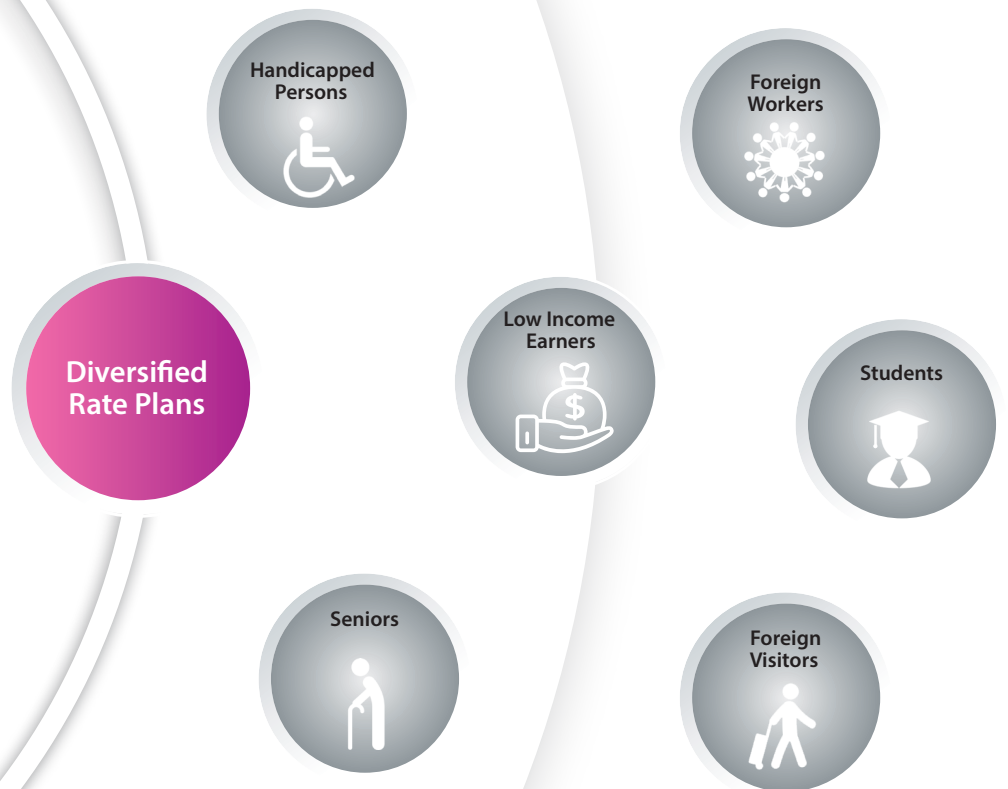 Handicapped
Persons
Foreign
Workers
Diversified
Rate Plans
Low Income
Earners
$
Students
Seniors
Foreign
Visitors